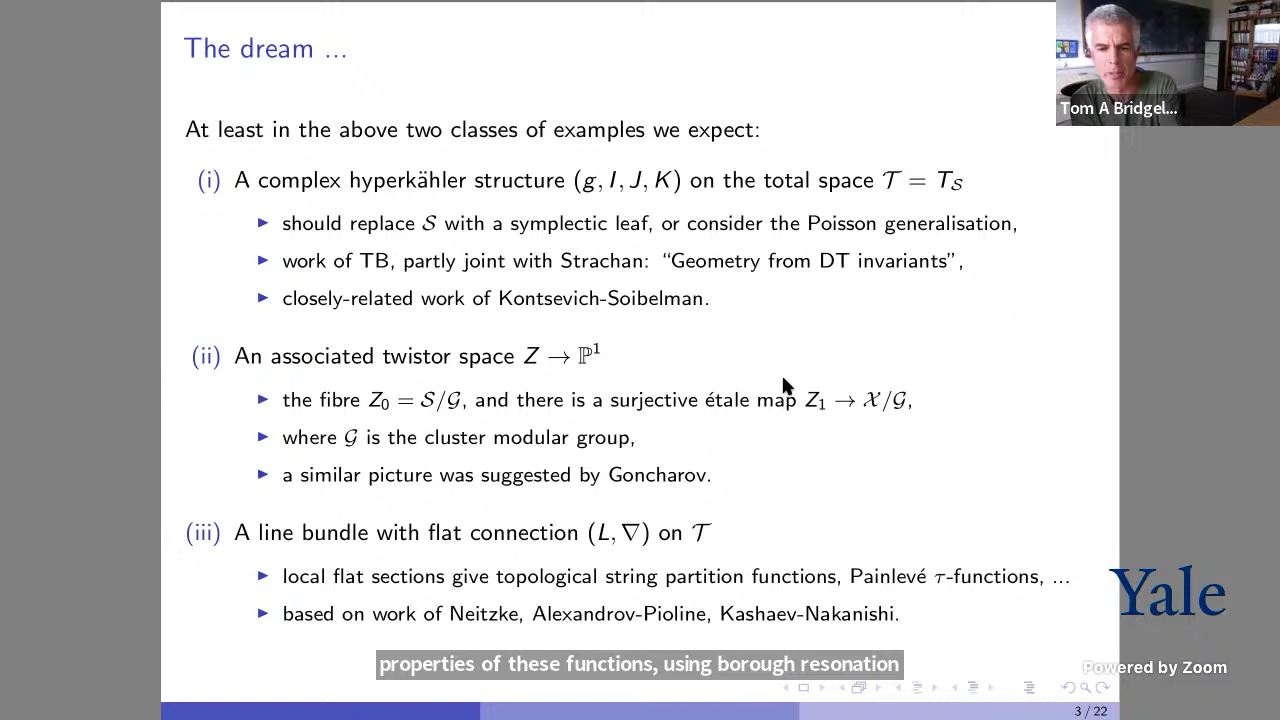 The dream ...
Tom A Bridgel...
At least in the above two classes of examples we expect:
(i) A complex hyperkähler structure (g, I, J, K) on the total space 𝒯 = T_𝒮
▶ should replace 𝒮 with a symplectic leaf, or consider the Poisson generalisation,
▶ work of TB, partly joint with Strachan: “Geometry from DT invariants”,
▶ closely-related work of Kontsevich-Soibelman.
(ii) An associated twistor space Z → ℙ¹
▶ the fibre Z₀ = 𝒮/𝒢, and there is a surjective étale map Z₁ → 𝒳/𝒢,
▶ where 𝒢 is the cluster modular group,
▶ a similar picture was suggested by Goncharov.
(iii) A line bundle with flat connection (L, ∇) on 𝒯
▶ local flat sections give topological string partition functions, Painlevé τ-functions, ...
▶ based on work of Neitzke, Alexandrov-Pioline, Kashaev-Nakanishi.
Yale
properties of these functions, using borough resonation
Powered by Zoom
3 / 22